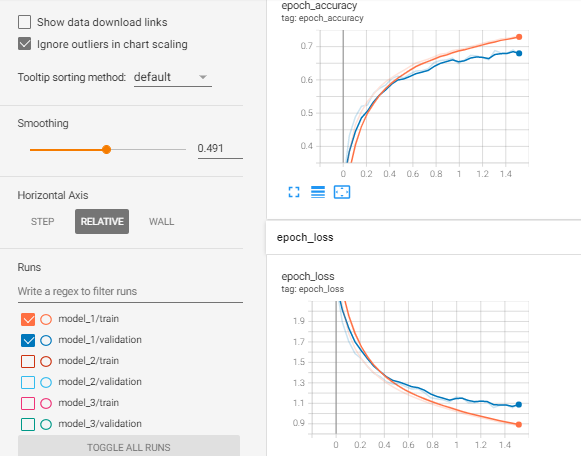 Show data download links
Ignore outliers in chart scaling
Tooltip sorting method: default
Smoothing
0.491
Horizontal Axis
STEP RELATIVE WALL
Runs
Write a regex to filter runs
model_1/train
model_1/validation
model_2/train
model_2/validation
model_3/train
model_3/validation
TOGGLE ALL RUNS
epoch_accuracy
tag: epoch_accuracy
0.7
0.6
0.5
0.4
0 0.2 0.4 0.6 0.8 1 1.2 1.4
epoch_loss
epoch_loss
tag: epoch_loss
1.9
1.7
1.5
1.3
1.1
0.9
0 0.2 0.4 0.6 0.8 1 1.2 1.4